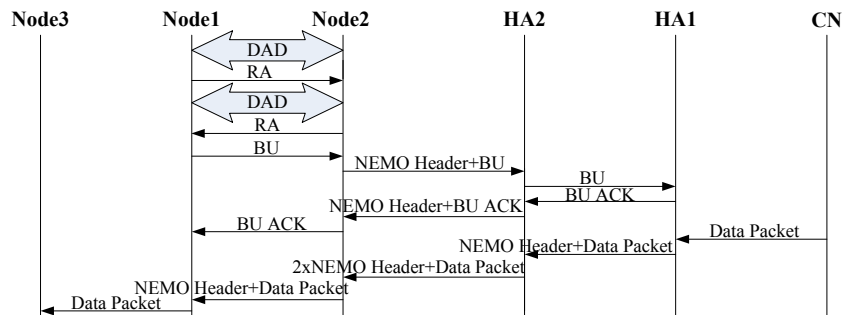 Node3 Node1 Node2 HA2 HA1 CN
DAD
RA
DAD
RA
BU
NEMO Header+BU
BU
BU ACK
NEMO Header+BU ACK
BU ACK
Data Packet
NEMO Header+Data Packet
2xNEMO Header+Data Packet
NEMO Header+Data Packet
Data Packet